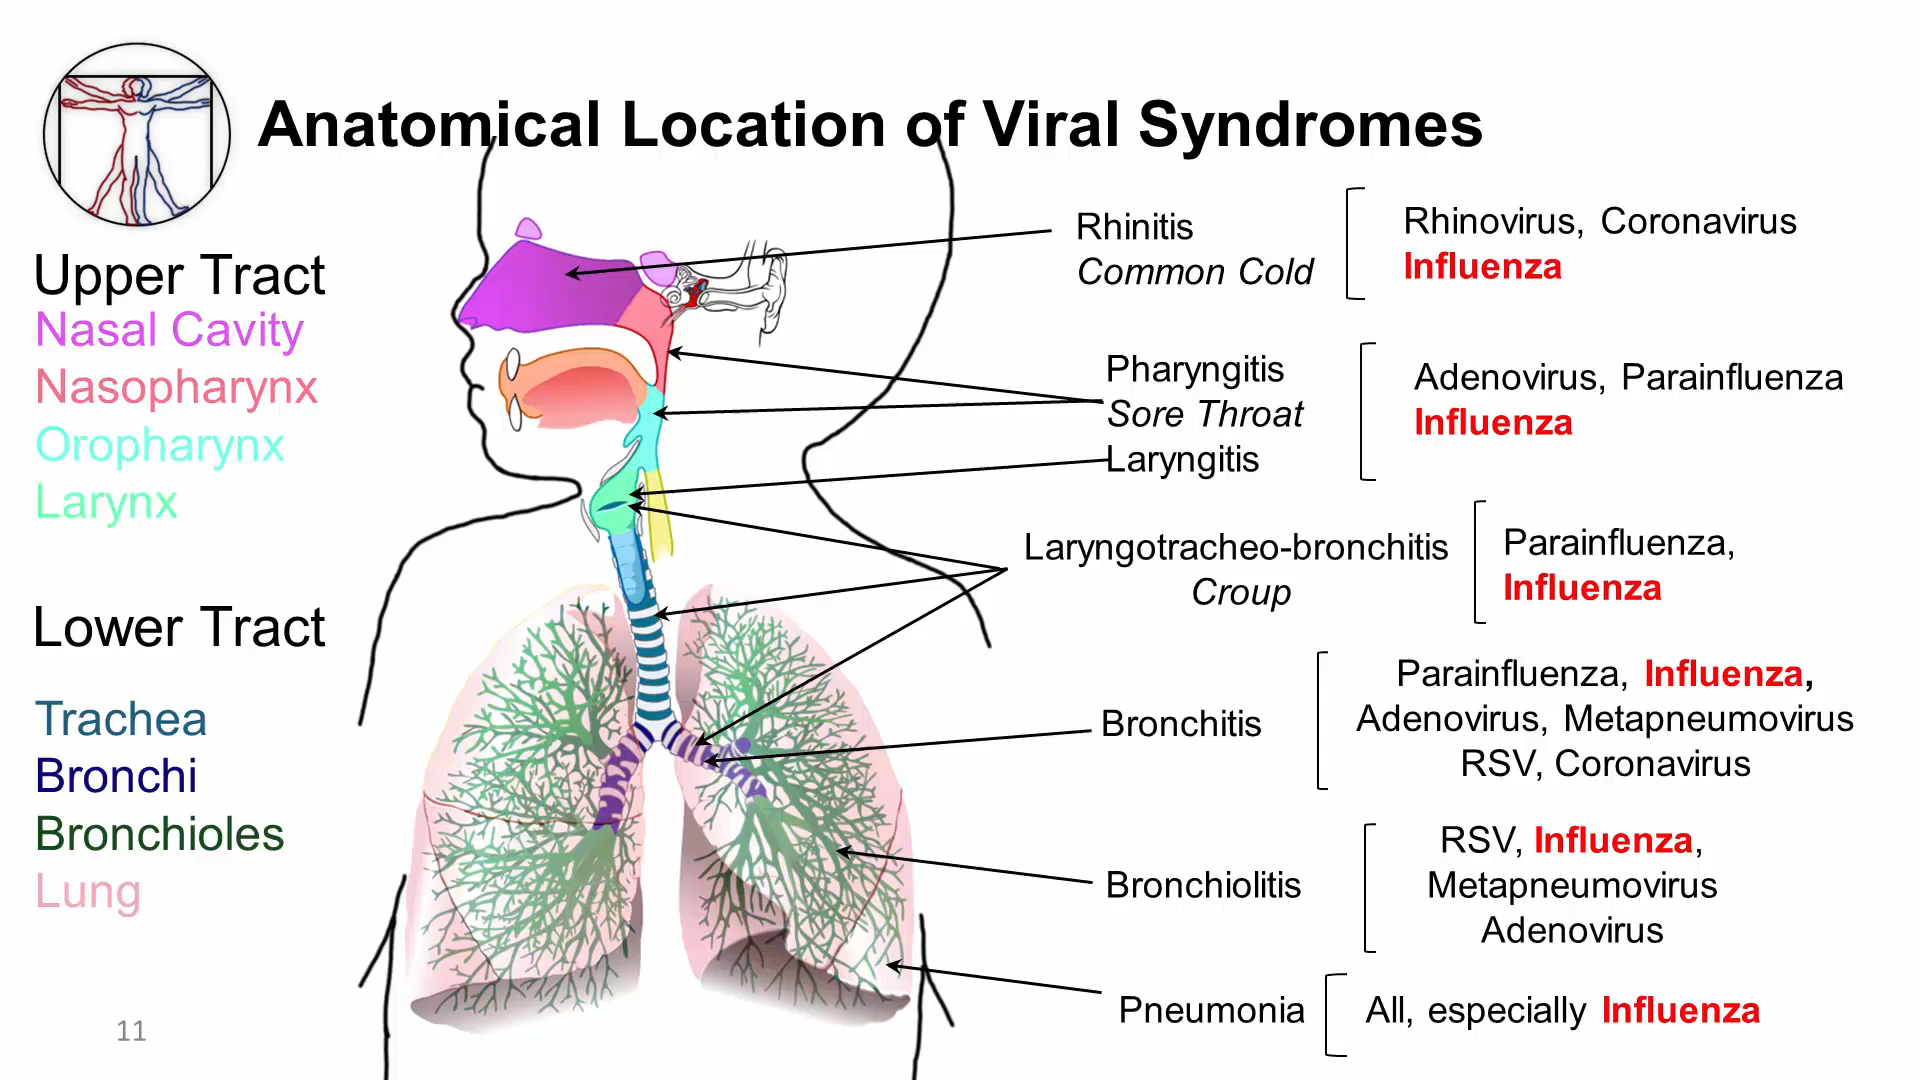 Anatomical Location of Viral Syndromes
Upper Tract
Nasal Cavity
Nasopharynx
Oropharynx
Larynx
Lower Tract
Trachea
Bronchi
Bronchioles
Lung
11
Rhinitis
Common Cold
Rhinovirus, Coronavirus
Influenza
Pharyngitis
Sore Throat
Laryngitis
Adenovirus, Parainfluenza
Influenza
Laryngotracheo-bronchitis
Croup
Parainfluenza,
Influenza
Bronchitis
Parainfluenza, Influenza,
Adenovirus, Metapneumovirus
RSV, Coronavirus
Bronchiolitis
RSV, Influenza,
Metapneumovirus
Adenovirus
Pneumonia
All, especially Influenza